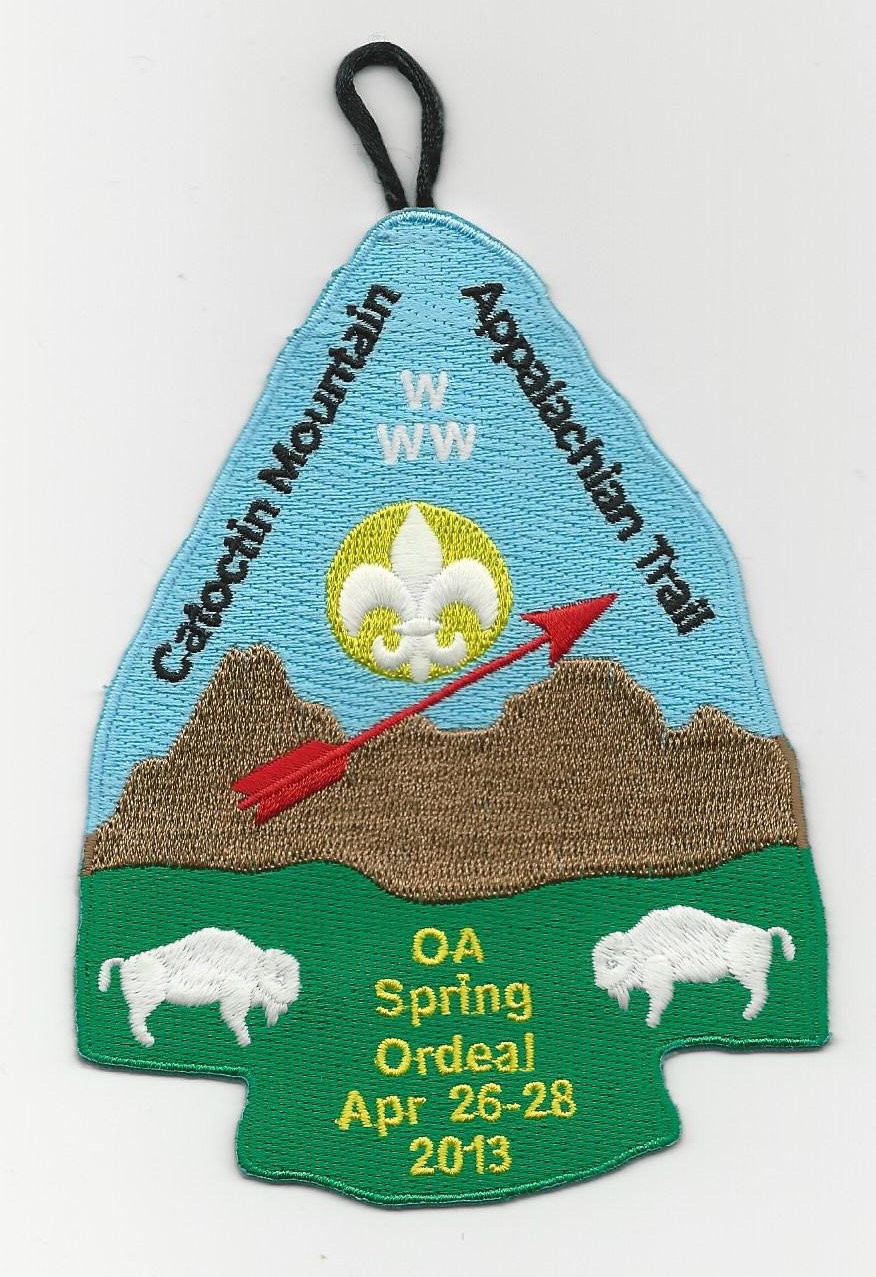 Catoctin Mountain
Appalachian Trail
W
WW
OA
Spring
Ordeal
Apr 26-28
2013